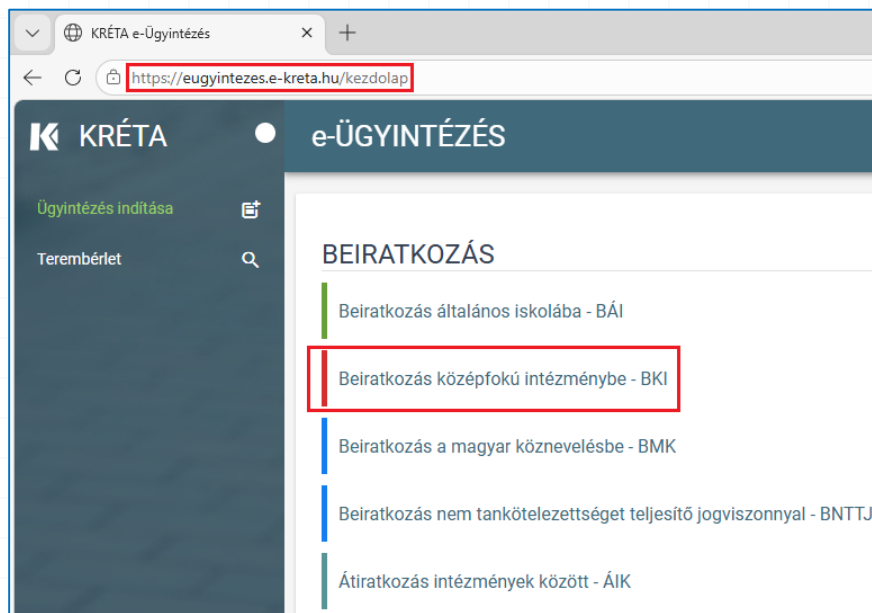 KRÉTA e-Ügyintézés
https://eugyintezes.e-kreta.hu/kezdolap
KRÉTA
e-ÜGYINTÉZÉS
Ügyintézés indítása
Terembérlet
BEIRATKOZÁS
Beiratkozás általános iskolába - BÁI
Beiratkozás középfokú intézménybe - BKI
Beiratkozás a magyar köznevelésbe - BMK
Beiratkozás nem tankötelezettséget teljesítő jogviszonnyal - BNTTJ
Átiratkozás intézmények között - ÁIK